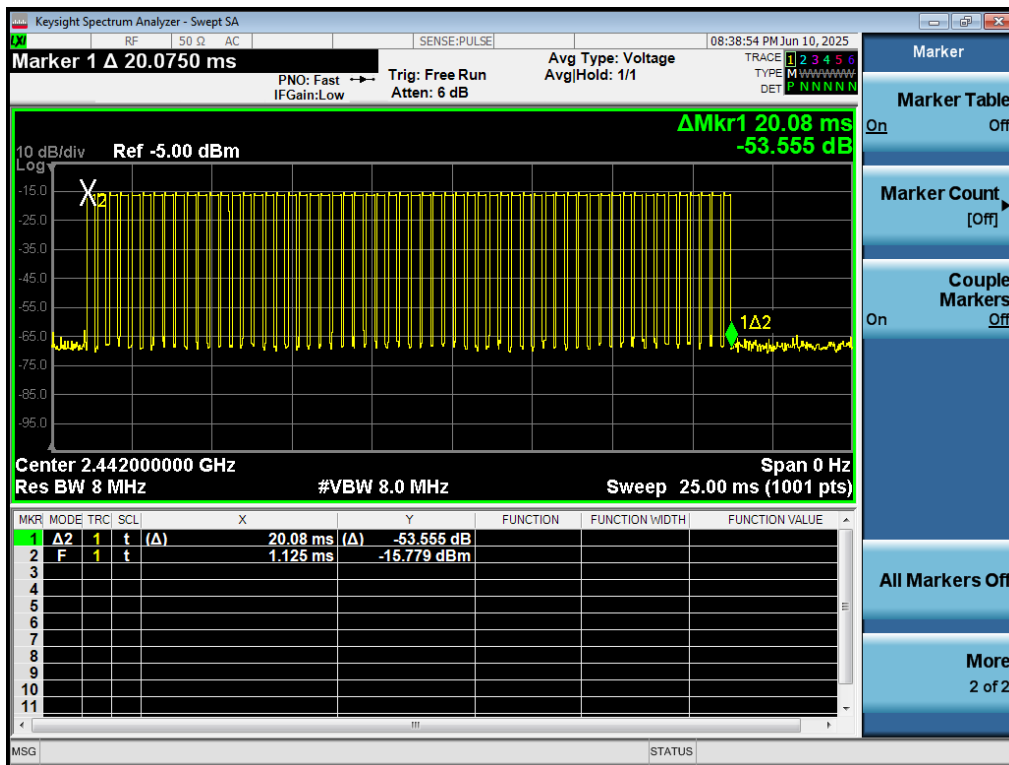 Keysight Spectrum Analyzer - Swept SA
LXI
RF
50 Ω
AC
SENSE:PULSE
08:38:54 PM Jun 10, 2025
Marker 1 Δ 20.0750 ms
PNO: Fast
IFGain:Low
Trig: Free Run
Atten: 6 dB
Avg Type: Voltage
Avg|Hold: 1/1
TRACE 1 2 3 4 5 6
TYPE M WWWWW
DET P N N N N N
Marker
Marker Table
On Off
Marker Count
[Off]
Couple
Markers
On Off
All Markers Off
More
2 of 2
ΔMkr1 20.08 ms
-53.555 dB
10 dB/div Ref -5.00 dBm
Log
-15.0
-25.0
-35.0
-45.0
-55.0
-65.0
-75.0
-85.0
-95.0
X2
1Δ2
Center 2.442000000 GHz Span 0 Hz
Res BW 8 MHz #VBW 8.0 MHz Sweep 25.00 ms (1001 pts)
MKR MODE TRC SCL X Y FUNCTION FUNCTION WIDTH FUNCTION VALUE
1 Δ2 1 t (Δ) 20.08 ms (Δ) -53.555 dB
2 F 1 t 1.125 ms -15.779 dBm
3
4
5
6
7
8
9
10
11
MSG STATUS